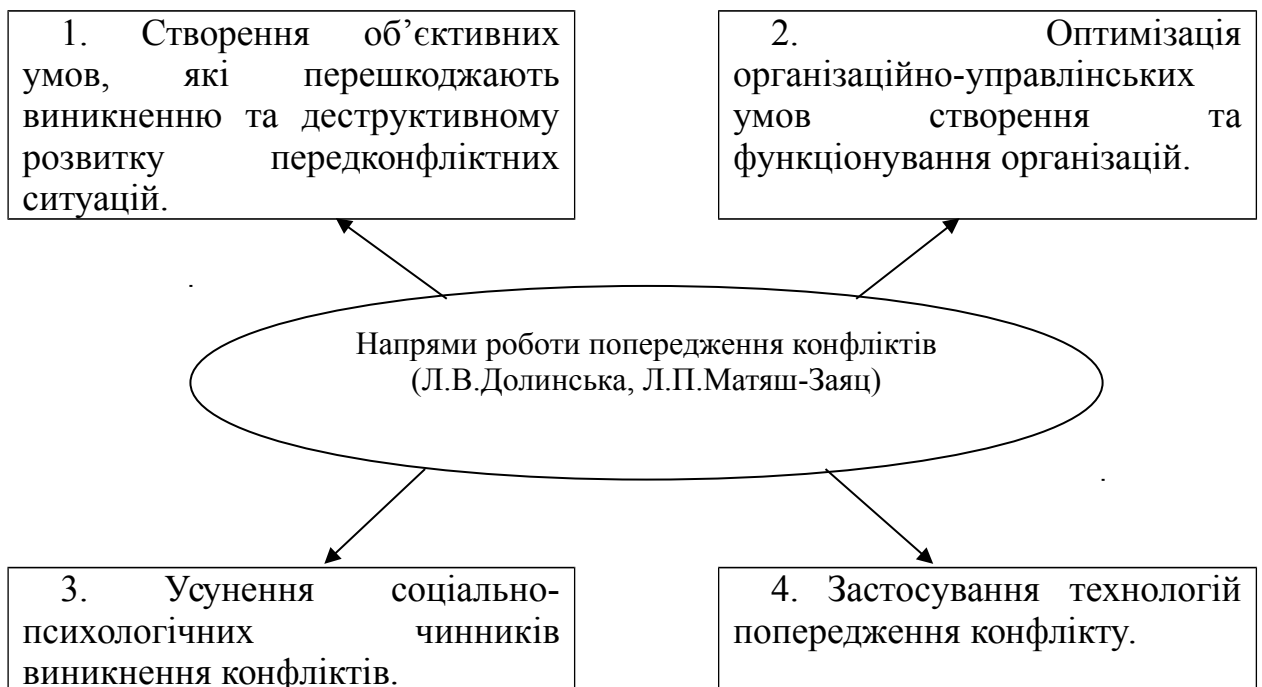 1. Створення об’єктивних
умов, які перешкоджають
виникненню та деструктивному
розвитку передконфліктних
ситуацій.
2. Оптимізація
організаційно-управлінських
умов створення та
функціонування організацій.
Напрями роботи попередження конфліктів
(Л.В.Долинська, Л.П.Матяш-Заяц)
3. Усунення соціально-
психологічних чинників
виникнення конфліктів.
4. Застосування технологій
попередження конфлікту.